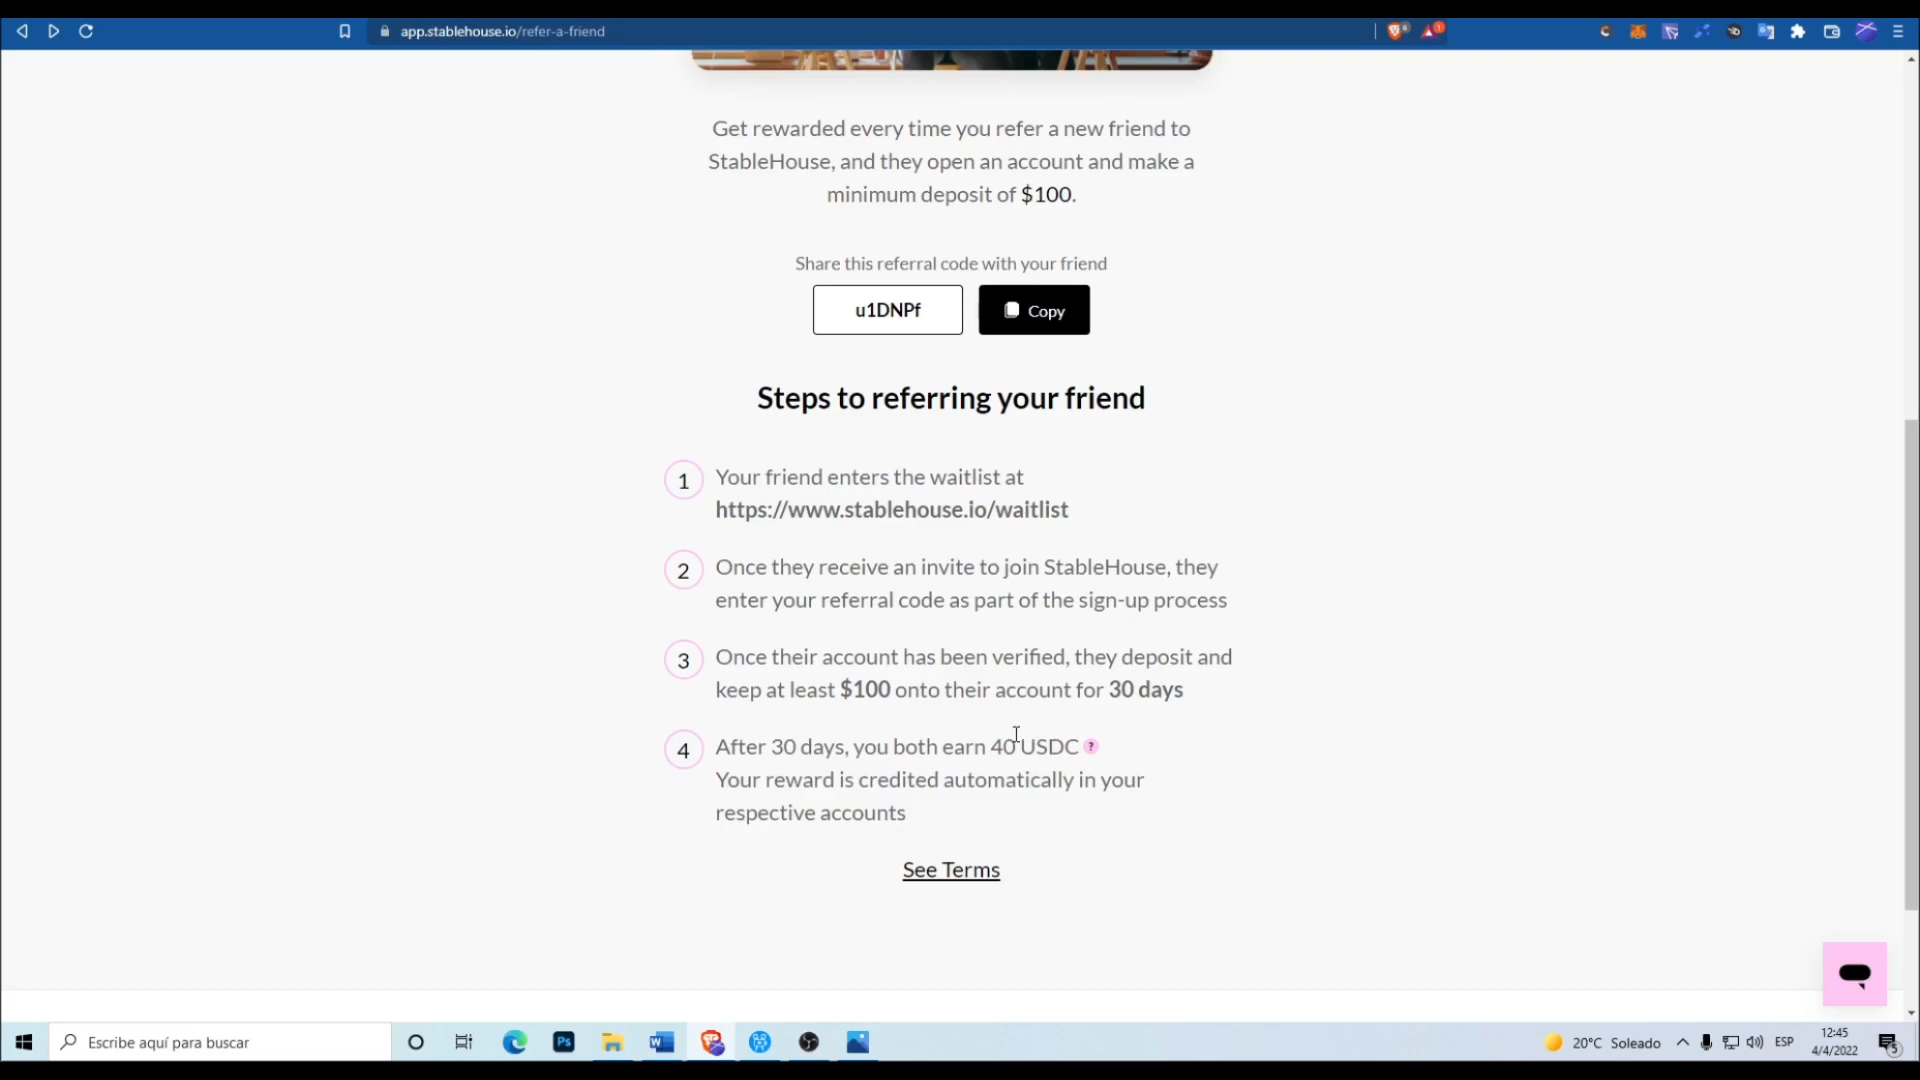 app.stablehouse.io/refer-a-friend
Get rewarded every time you refer a new friend to
StableHouse, and they open an account and make a
minimum deposit of $100.
Share this referral code with your friend
u1DNPf
Copy
Steps to referring your friend
1
Your friend enters the waitlist at
https://www.stablehouse.io/waitlist
2
Once they receive an invite to join StableHouse, they
enter your referral code as part of the sign-up process
3
Once their account has been verified, they deposit and
keep at least $100 onto their account for 30 days
4
After 30 days, you both earn 40 USDC ?
Your reward is credited automatically in your
respective accounts
See Terms
Escribe aquí para buscar
Ps
20°C Soleado
ESP
12:45
4/4/2022
5